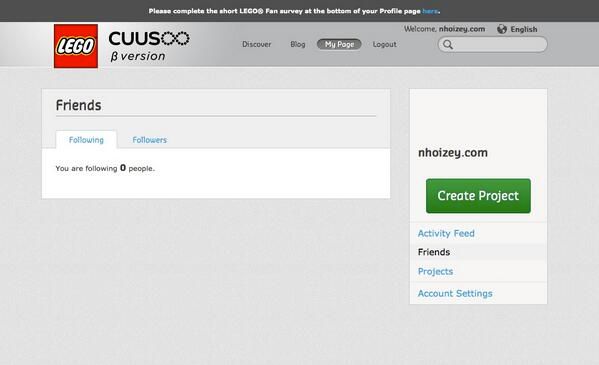 Please complete the short LEGO® Fan survey at the bottom of your Profile page here.
Welcome, nhoizey.com English
LEGO CUUSOO
β version
Discover Blog My Page Logout
Friends
Following Followers
You are following 0 people.
nhoizey.com
Create Project
Activity Feed
Friends
Projects
Account Settings